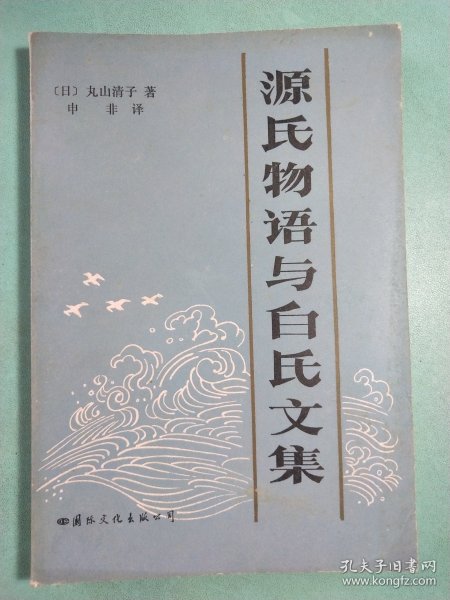 〔日〕丸山清子 著
申 非 译
源氏物语与白氏文集
国际文化出版公司
孔夫子旧书网
www.kongfz.com